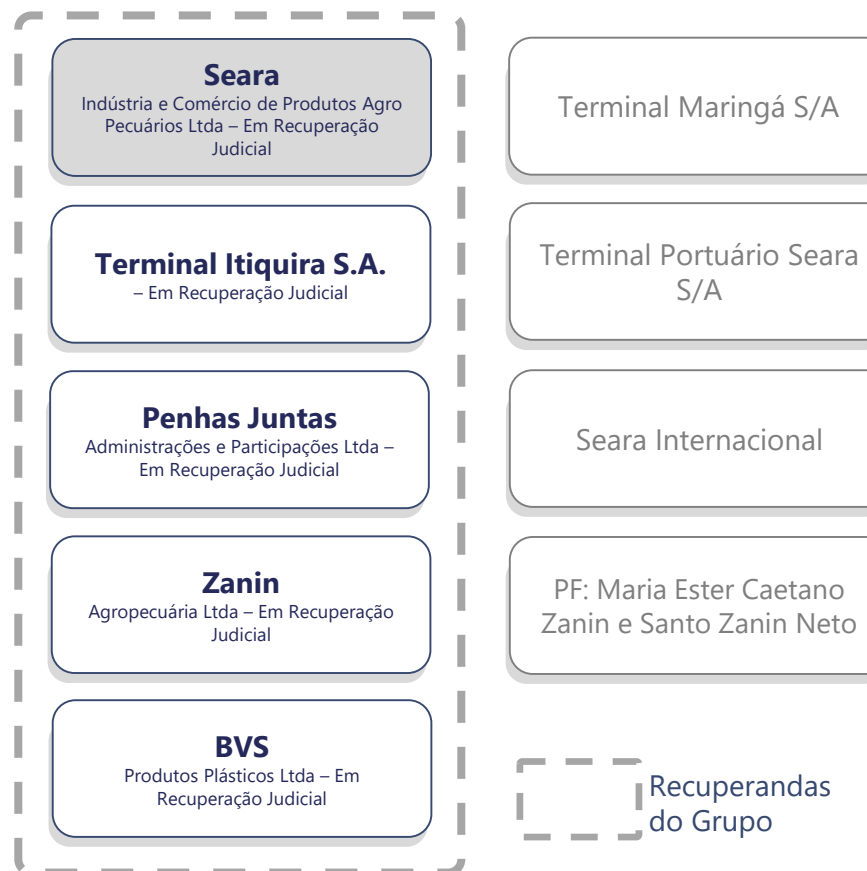 Seara
Indústria e Comércio de Produtos Agro
Pecuários Ltda – Em Recuperação
Judicial
Terminal Itiquira S.A.
– Em Recuperação Judicial
Penhas Juntas
Administrações e Participações Ltda –
Em Recuperação Judicial
Zanin
Agropecuária Ltda – Em Recuperação
Judicial
BVS
Produtos Plásticos Ltda – Em
Recuperação Judicial
Terminal Maringá S/A
Terminal Portuário Seara
S/A
Seara Internacional
PF: Maria Ester Caetano
Zanin e Santo Zanin Neto
Recuperandas
do Grupo